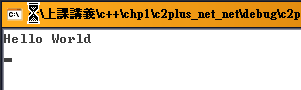 \上課講義\c++\chp1\c2plus_net_net\debug\c2p
Hello World